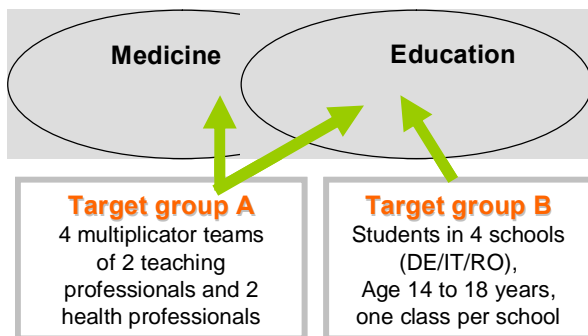 Medicine
Education
Target group A
4 multiplicator teams
of 2 teaching
professionals and 2
health professionals
Target group B
Students in 4 schools
(DE/IT/RO),
Age 14 to 18 years,
one class per school